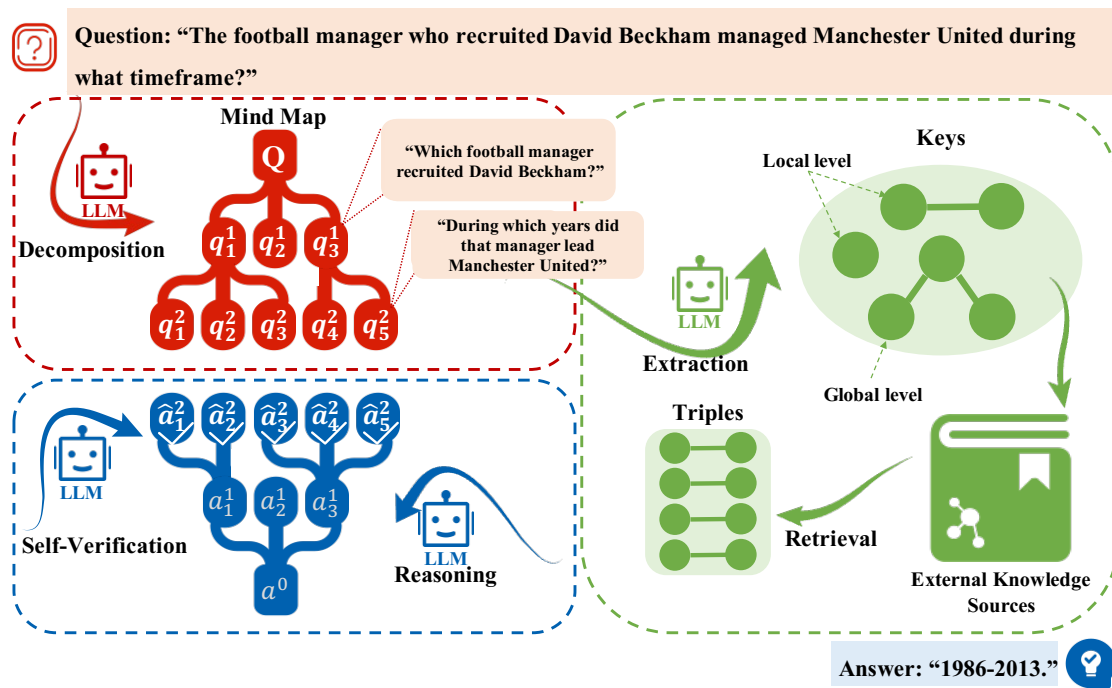 Question: “The football manager who recruited David Beckham managed Manchester United during
what timeframe?”
Mind Map
Q
LLM
Decomposition
“Which football manager
recruited David Beckham?”
q₁¹ q₂¹ q₃¹
“During which years did
that manager lead
Manchester United?”
q₁² q₂² q₃² q₄² q₅²
Keys
Local level
LLM
Extraction
Global level
Triples
Retrieval
External Knowledge
Sources
â₁² â₂² â₃² â₄² â₅²
LLM
Self-Verification
a₁¹ a₂¹ a₃¹
LLM
Reasoning
a⁰
Answer: “1986-2013.”